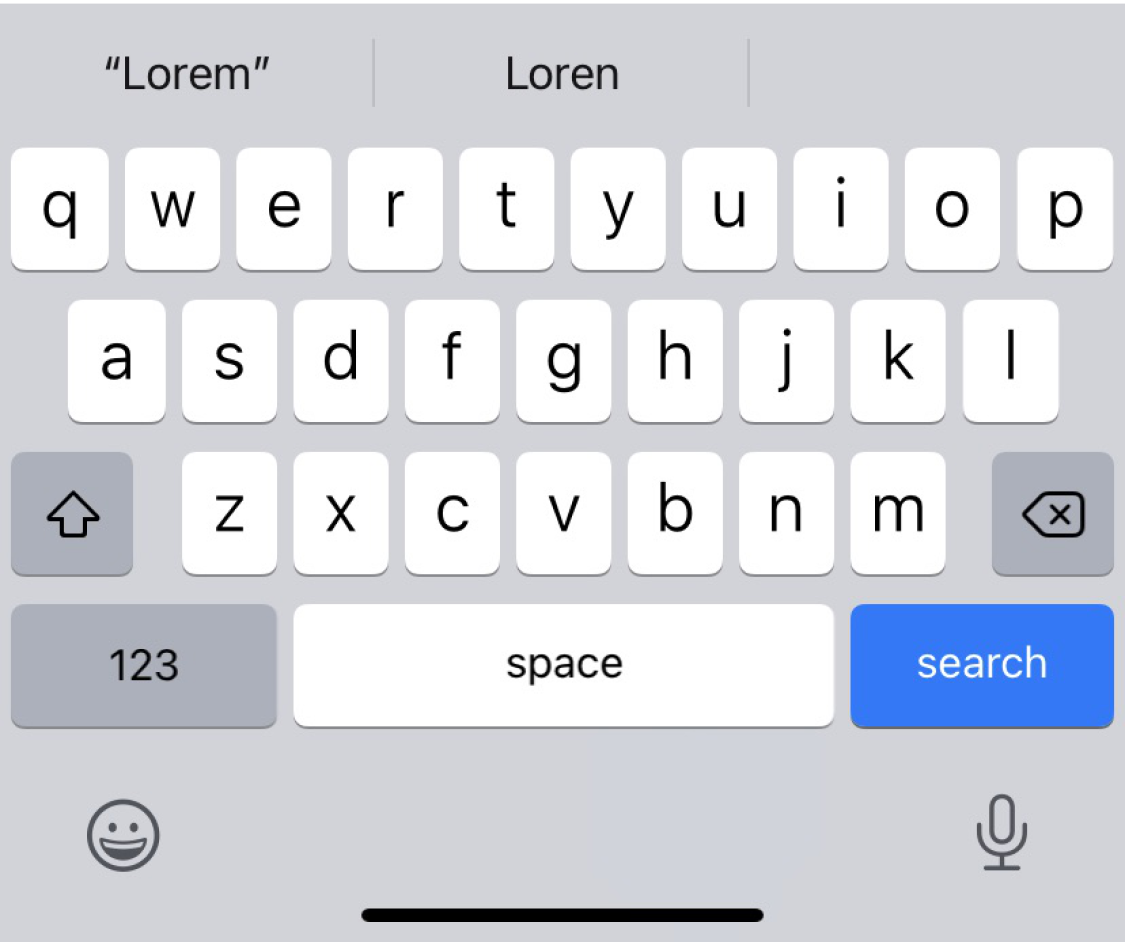 “Lorem” Loren
q w e r t y u i o p
a s d f g h j k l
z x c v b n m
123 space search